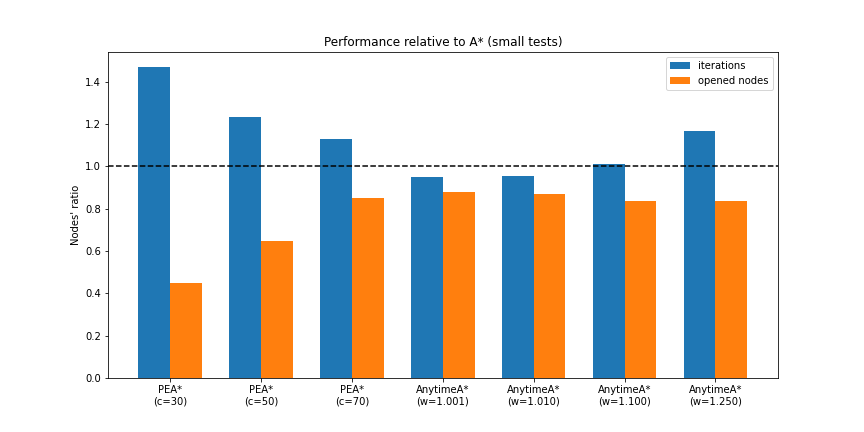 Performance relative to A* (small tests)
iterations
opened nodes
Nodes' ratio
1.4
1.2
1.0
0.8
0.6
0.4
0.2
0.0
PEA*
(c=30)
PEA*
(c=50)
PEA*
(c=70)
AnytimeA*
(w=1.001)
AnytimeA*
(w=1.010)
AnytimeA*
(w=1.100)
AnytimeA*
(w=1.250)